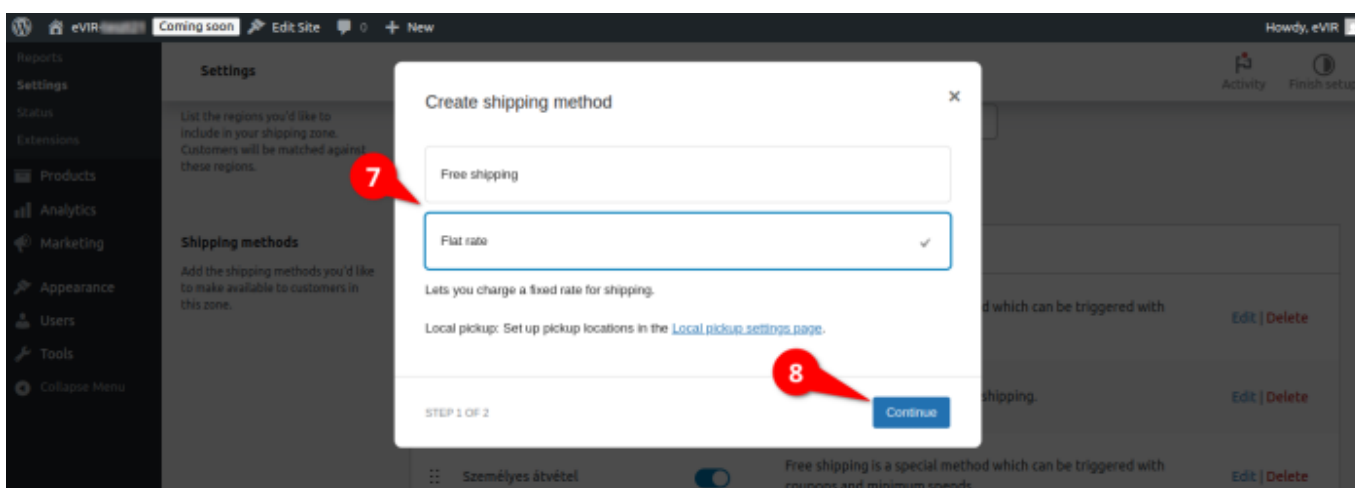 eVIR Coming soon Edit Site 0 + New Howdy, eVIR
Reports
Settings
Status
Extensions
Products
Analytics
Marketing
Appearance
Users
Tools
Collapse Menu
Settings
Activity Finish setup
List the regions you'd like to
include in your shipping zone.
Customers will be matched against
these regions.
Shipping methods
Add the shipping methods you'd like
to make available to customers in
this zone.
Create shipping method ×
Free shipping
7
Flat rate
Lets you charge a fixed rate for shipping.
Local pickup: Set up pickup locations in the Local pickup settings page.
8
STEP 1 OF 2
Continue
d which can be triggered with
Edit | Delete
shipping.
Edit | Delete
Személyes átvétel
Free shipping is a special method which can be triggered with
coupons and minimum spends
Edit | Delete